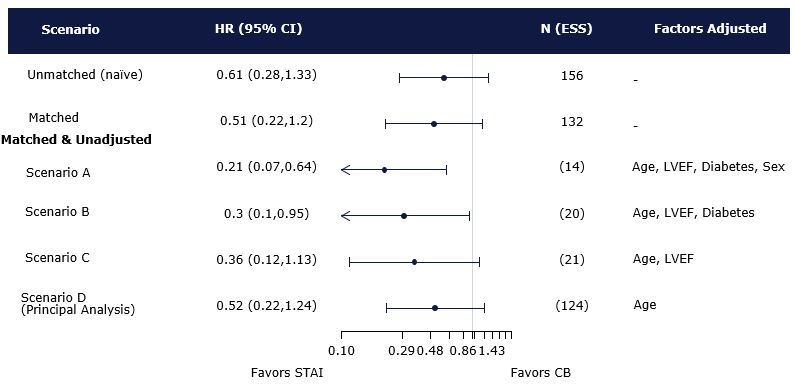 Scenario HR (95% CI) N (ESS) Factors Adjusted
Unmatched (naïve) 0.61 (0.28,1.33) 156 -
Matched 0.51 (0.22,1.2) 132 -
Matched & Unadjusted
Scenario A 0.21 (0.07,0.64) (14) Age, LVEF, Diabetes, Sex
Scenario B 0.3 (0.1,0.95) (20) Age, LVEF, Diabetes
Scenario C 0.36 (0.12,1.13) (21) Age, LVEF
Scenario D
(Principal Analysis) 0.52 (0.22,1.24) (124) Age
0.10 0.29 0.48 0.86 1.43
Favors STAI Favors CB